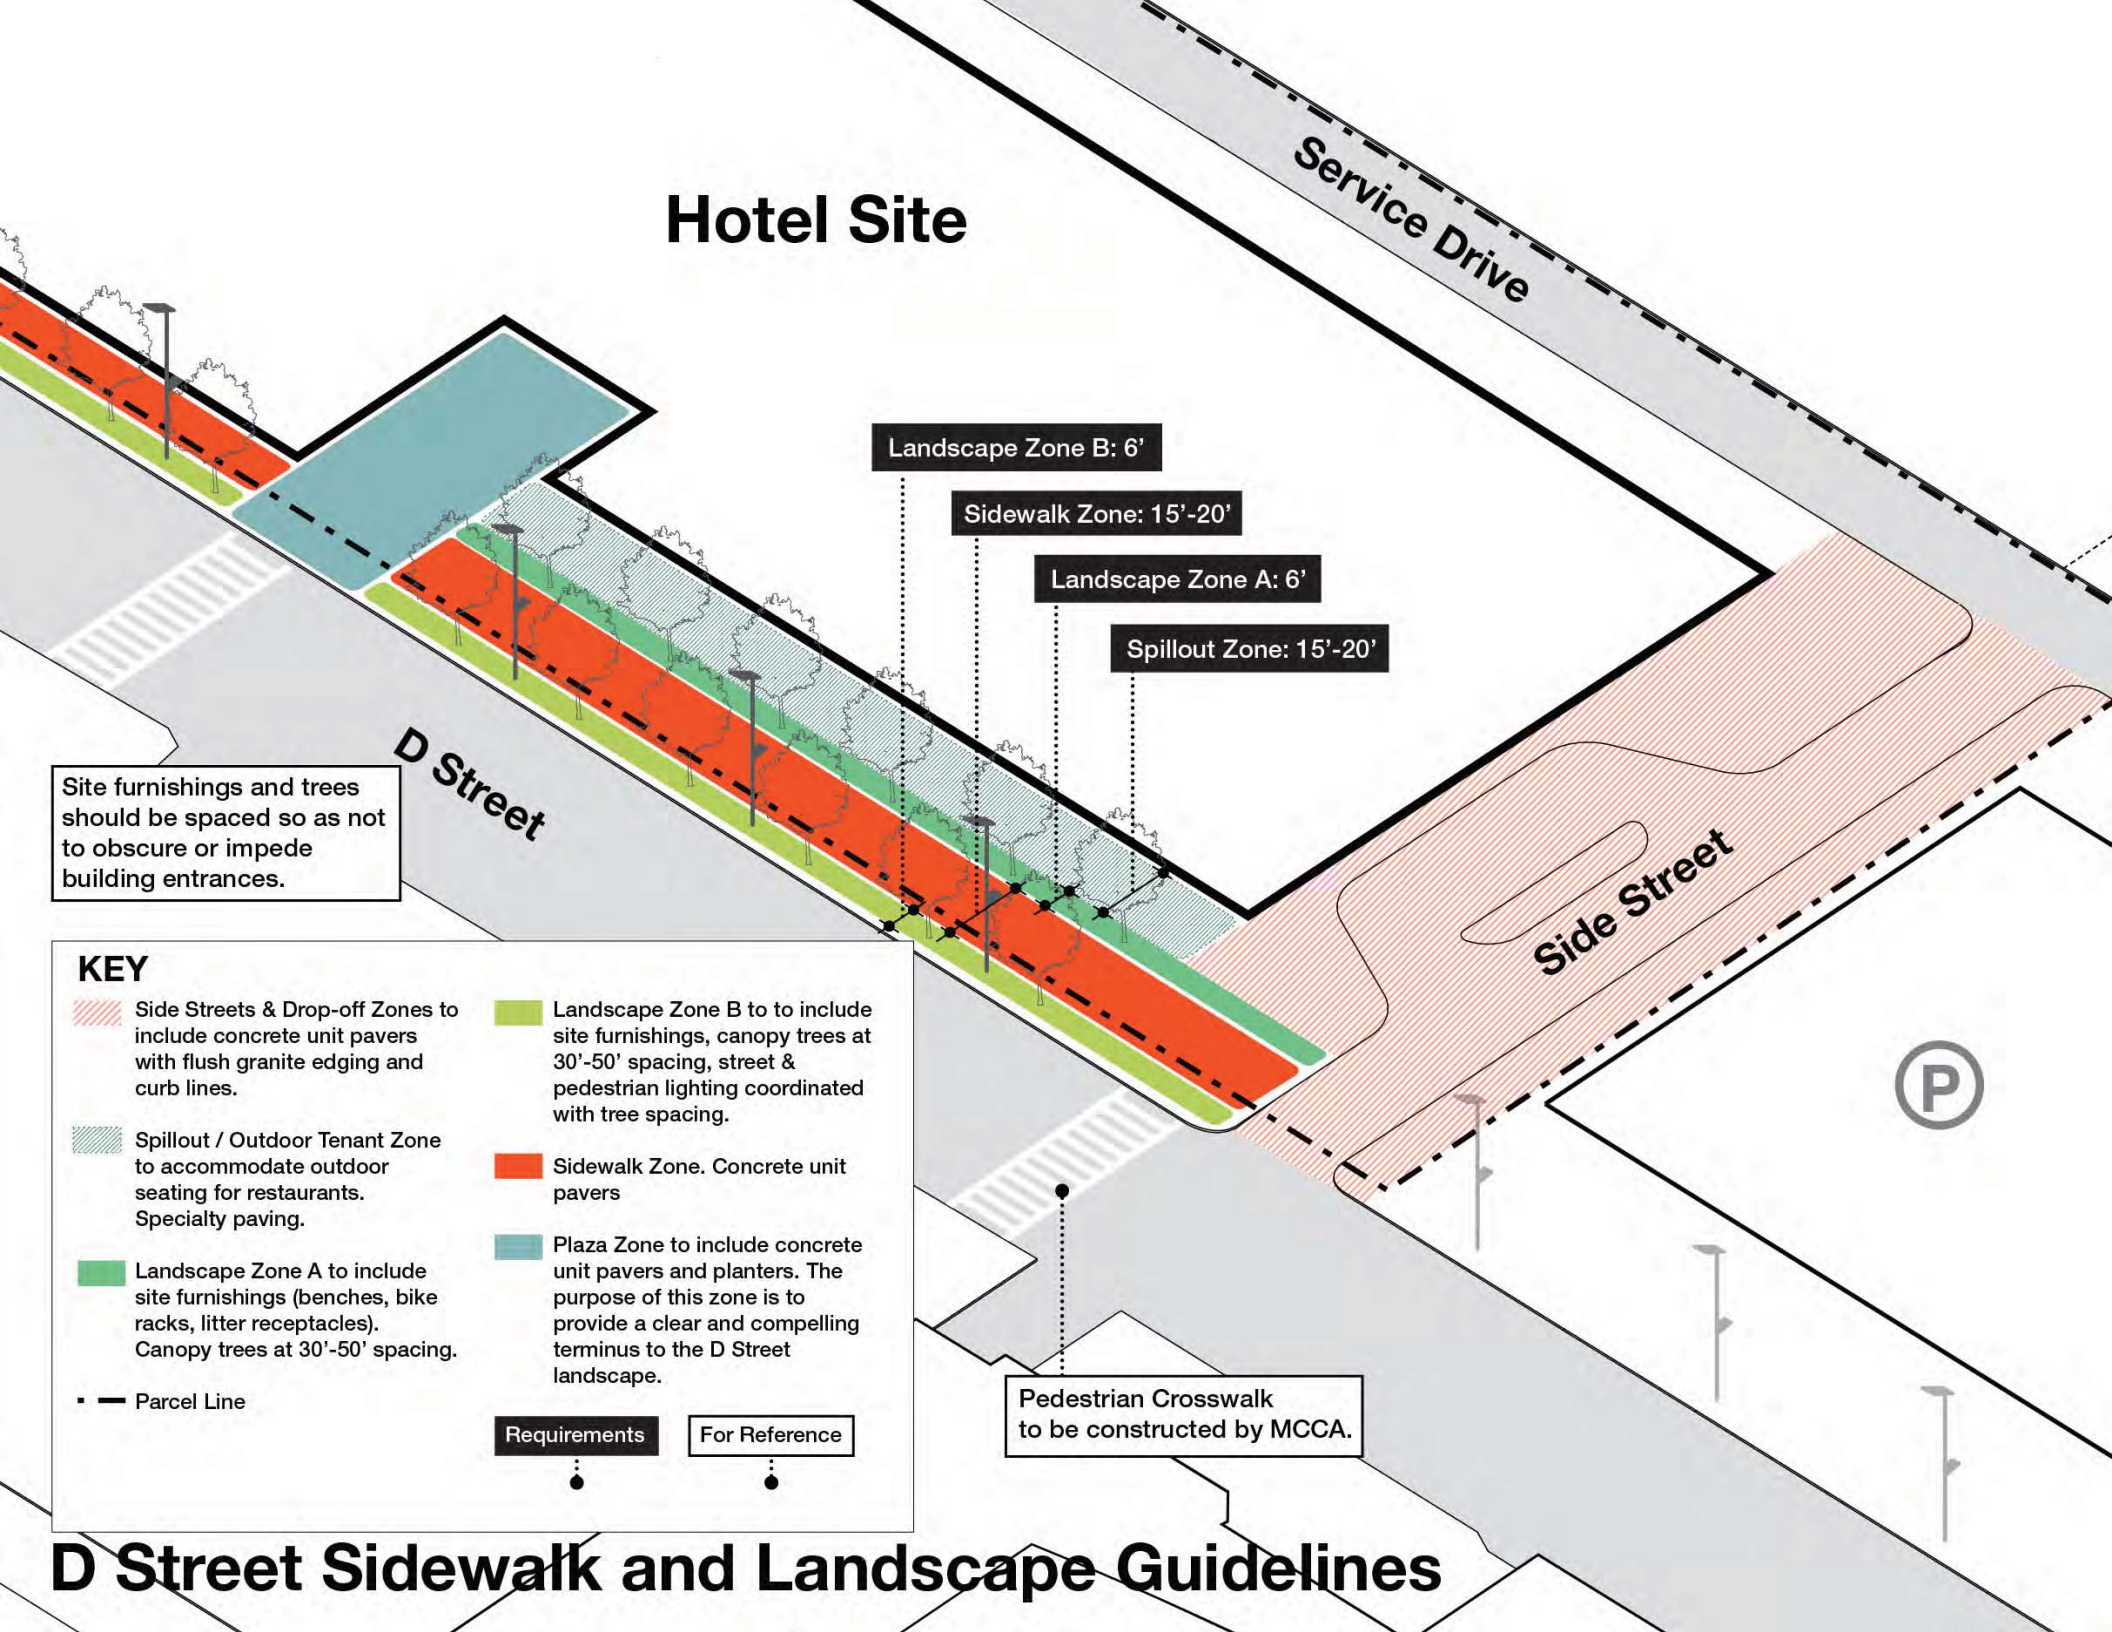 Service Drive
Hotel Site
Landscape Zone B: 6’
Sidewalk Zone: 15’-20’
Landscape Zone A: 6’
Spillout Zone: 15’-20’
D Street
Side Street
Site furnishings and trees
should be spaced so as not
to obscure or impede
building entrances.
KEY
Side Streets & Drop-off Zones to
include concrete unit pavers
with flush granite edging and
curb lines.
Spillout / Outdoor Tenant Zone
to accommodate outdoor
seating for restaurants.
Specialty paving.
Landscape Zone A to include
site furnishings (benches, bike
racks, litter receptacles).
Canopy trees at 30’-50’ spacing.
Parcel Line
Landscape Zone B to to include
site furnishings, canopy trees at
30’-50’ spacing, street &
pedestrian lighting coordinated
with tree spacing.
Sidewalk Zone. Concrete unit
pavers
Plaza Zone to include concrete
unit pavers and planters. The
purpose of this zone is to
provide a clear and compelling
terminus to the D Street
landscape.
Requirements
For Reference
P
Pedestrian Crosswalk
to be constructed by MCCA.
D Street Sidewalk and Landscape Guidelines